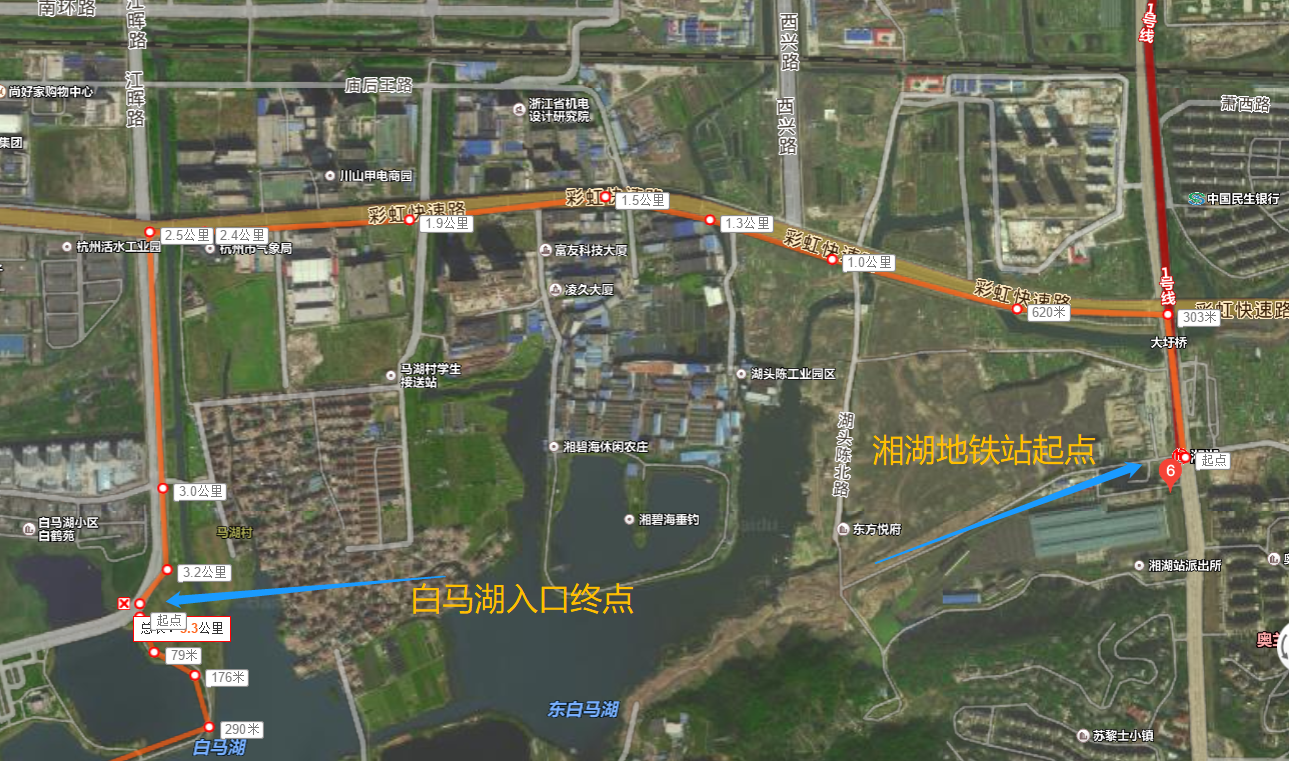 南环路
江晖路
江晖路
西兴路
西兴路
1号线
庙后王路
尚好家购物中心
浙江省机电
设计研究院
萧西路
集团
川山甲电商园
中国民生银行
彩虹快速路
彩虹快速路
1.5公里
1.9公里
1.3公里
2.5公里
2.4公里
杭州活水工业园
杭州市气象局
富友科技大厦
彩虹快
1.0公里
凌久大厦
彩虹快速路
1号线
彩虹快速路
620米
303米
大圩桥
马湖村学生
接送站
湖头陈工业园区
湖头陈北路
湘碧海休闲农庄
湘湖地铁站起点
起点
6
3.0公里
白马湖小区
白鹤苑
马湖村
湘碧海垂钓
东方悦府
3.2公里
湘湖站派出所
白马湖入口终点
起点
3.3公里
79米
176米
290米
东白马湖
白马湖
苏黎士小镇